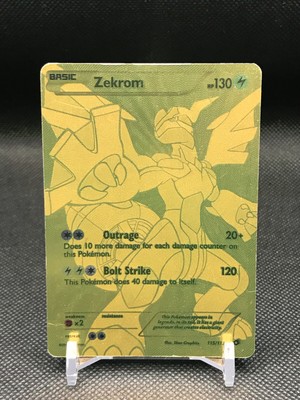 BASIC
Zekrom
HP130
Outrage 20+
Does 10 more damage for each damage counter on
this Pokémon.
Bolt Strike 120
This Pokémon does 40 damage to itself.
weakness resistance
×2
retreat